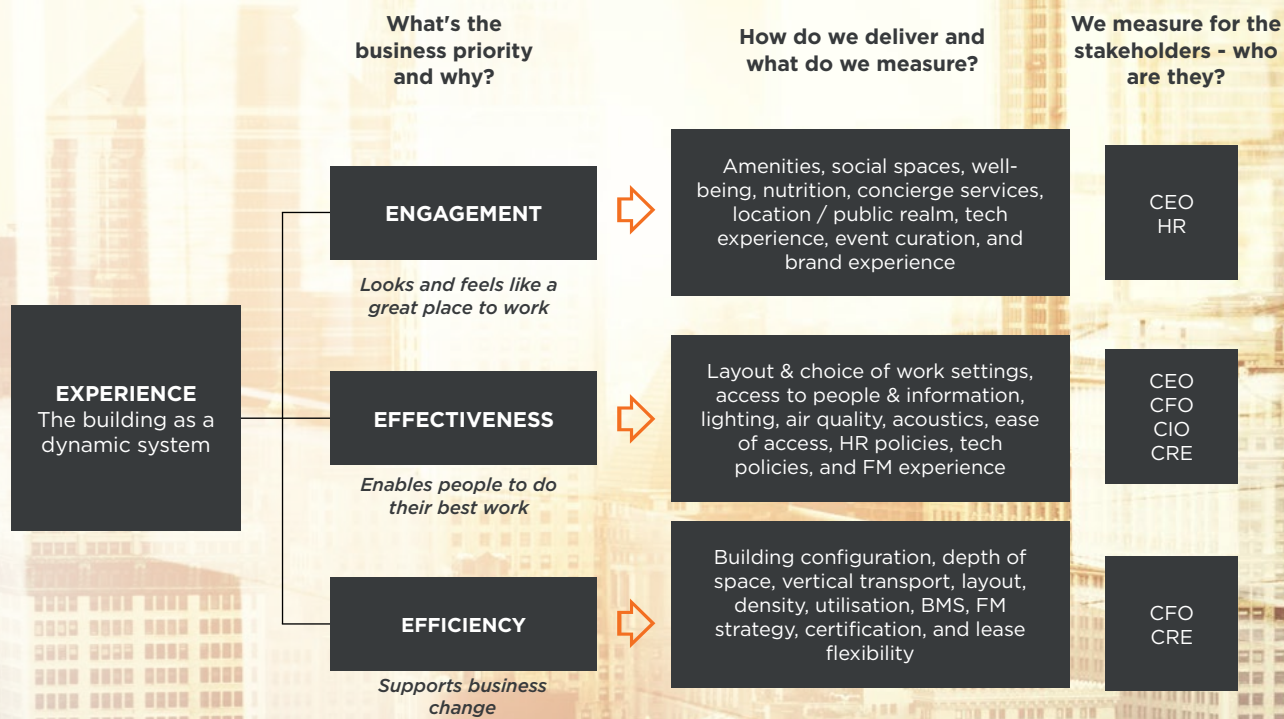 What's the
business priority
and why?
How do we deliver and
what do we measure?
We measure for the
stakeholders - who
are they?
EXPERIENCE
The building as a
dynamic system
ENGAGEMENT
Looks and feels like a
great place to work
Amenities, social spaces, well-
being, nutrition, concierge services,
location / public realm, tech
experience, event curation, and
brand experience
CEO
HR
EFFECTIVENESS
Enables people to do
their best work
Layout & choice of work settings,
access to people & information,
lighting, air quality, acoustics, ease
of access, HR policies, tech
policies, and FM experience
CEO
CFO
CIO
CRE
EFFICIENCY
Supports business
change
Building configuration, depth of
space, vertical transport, layout,
density, utilisation, BMS, FM
strategy, certification, and lease
flexibility
CFO
CRE